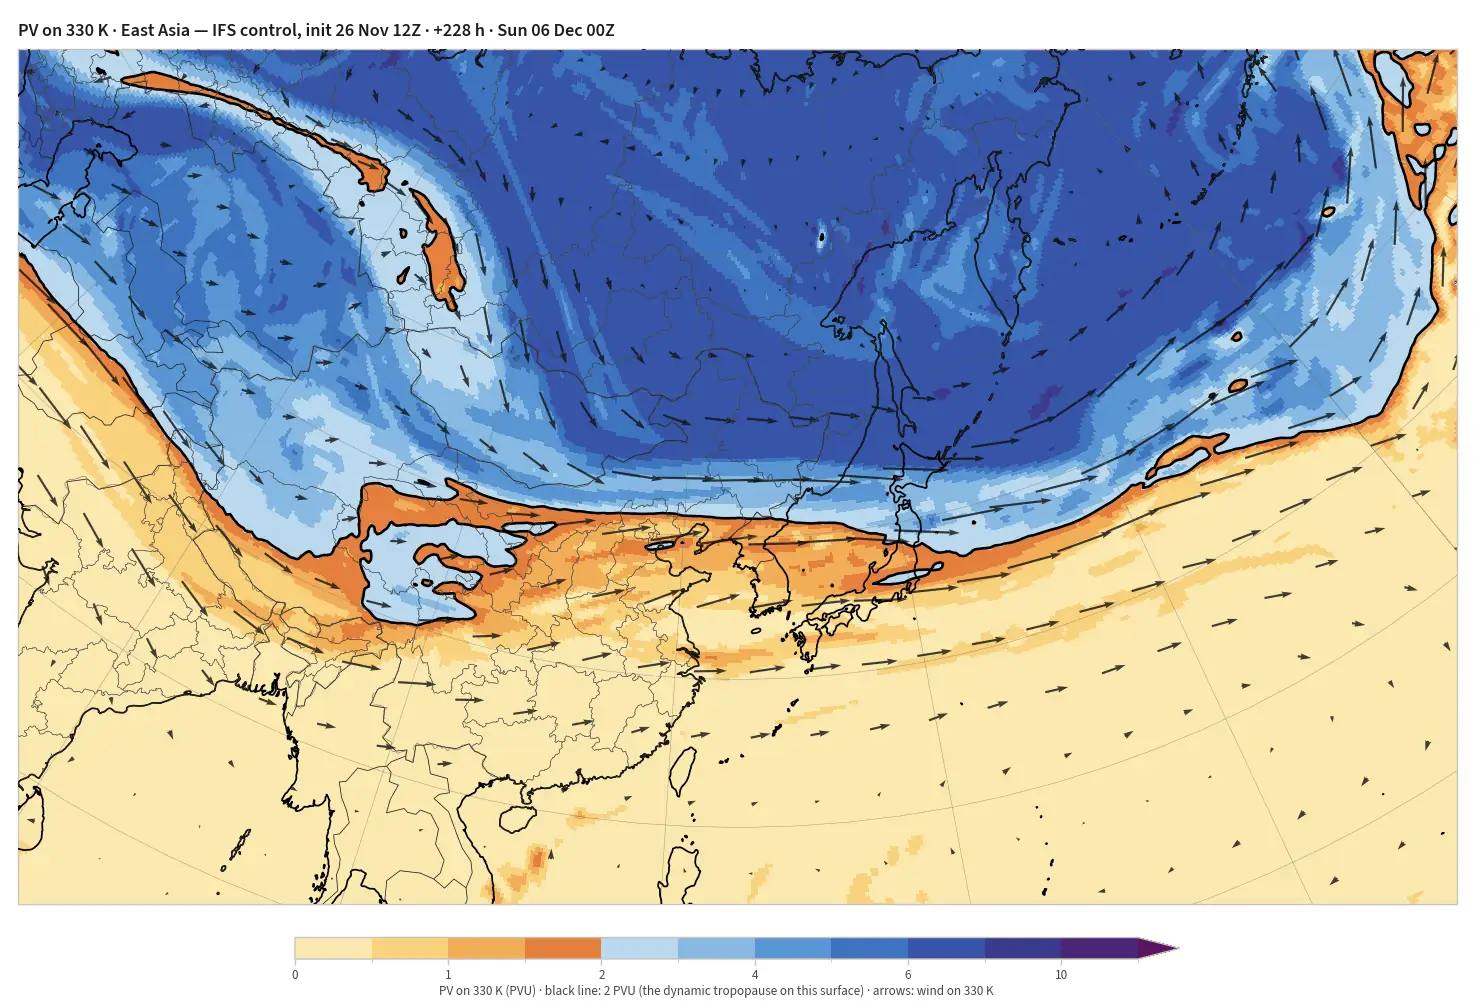 PV on 330 K · East Asia — IFS control, init 26 Nov 12Z · +228 h · Sun 06 Dec 00Z
0 1 2 4 6 10
PV on 330 K (PVU) · black line: 2 PVU (the dynamic tropopause on this surface) · arrows: wind on 330 K